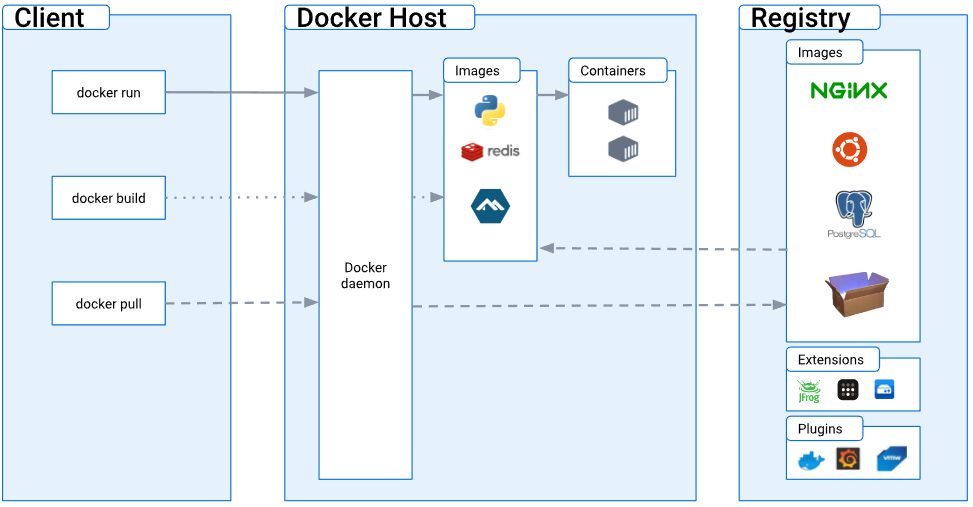 Client
docker run
docker build
docker pull
Docker Host
Docker
daemon
Images
redis
Containers
Registry
Images
NGINX
PostgreSQL
Extensions
JFrog
Plugins
vmw